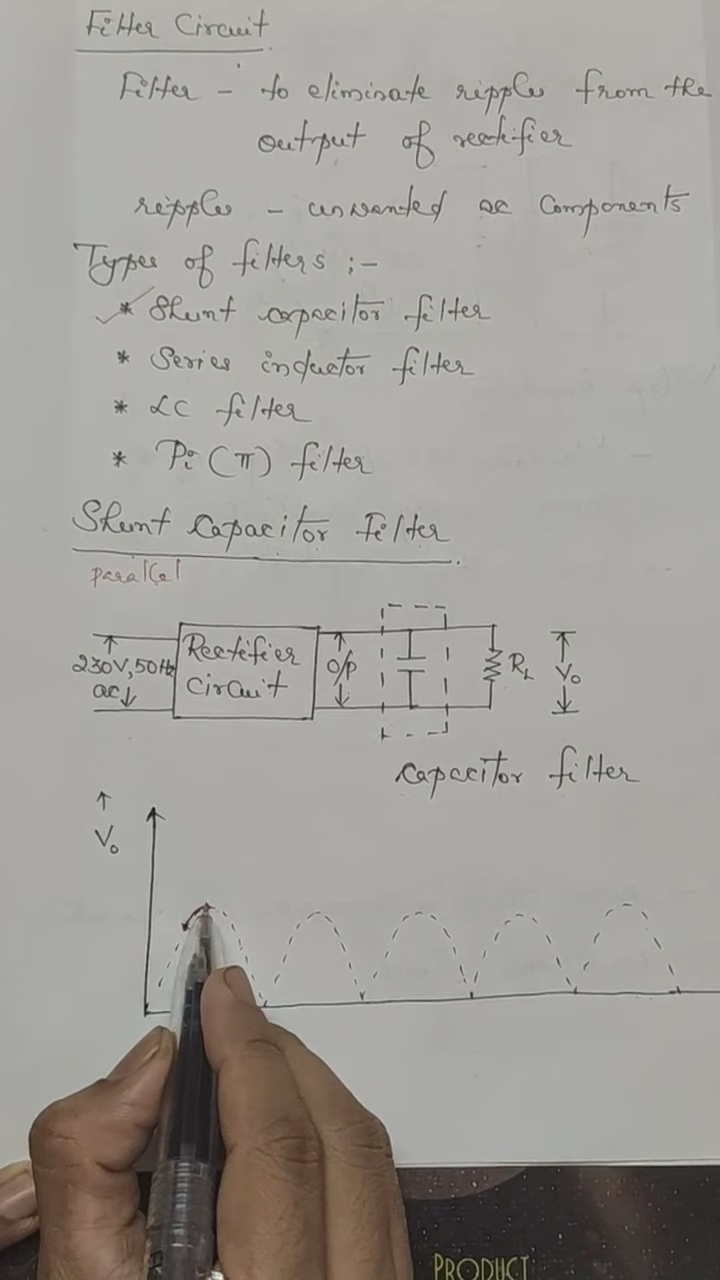 Filter Circuit
Filter - to eliminate ripples from the
output of rectifier
ripples - unwanted ac components
Types of filters :-
* Shunt capacitor filter
* Series inductor filter
* LC filter
* Pi (π) filter
Shunt Capacitor Filter
parallel
230V, 50Hz
ac
Rectifier
circuit
O/p
RL
Vo
capacitor filter
Vo
PRODUCT